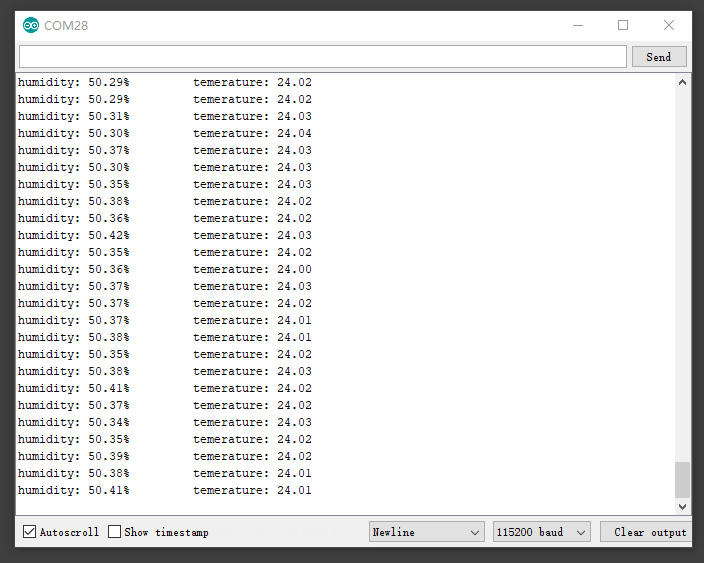 COM28
Send
humidity: 50.29% temerature: 24.02
humidity: 50.29% temerature: 24.02
humidity: 50.31% temerature: 24.03
humidity: 50.30% temerature: 24.04
humidity: 50.37% temerature: 24.03
humidity: 50.30% temerature: 24.03
humidity: 50.35% temerature: 24.03
humidity: 50.38% temerature: 24.02
humidity: 50.36% temerature: 24.02
humidity: 50.42% temerature: 24.03
humidity: 50.35% temerature: 24.02
humidity: 50.36% temerature: 24.00
humidity: 50.37% temerature: 24.03
humidity: 50.37% temerature: 24.02
humidity: 50.37% temerature: 24.01
humidity: 50.38% temerature: 24.01
humidity: 50.35% temerature: 24.02
humidity: 50.38% temerature: 24.03
humidity: 50.41% temerature: 24.02
humidity: 50.37% temerature: 24.02
humidity: 50.34% temerature: 24.03
humidity: 50.35% temerature: 24.02
humidity: 50.39% temerature: 24.02
humidity: 50.38% temerature: 24.01
humidity: 50.41% temerature: 24.01
Autoscroll Show timestamp Newline 115200 baud Clear output